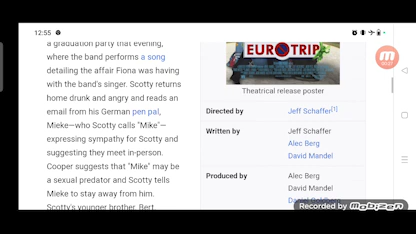 12:55
a graduation party that evening,
where the band performs a song
detailing the affair Fiona was having
with the band's singer. Scotty returns
home drunk and angry and reads an
email from his German pen pal,
Mieke—who Scotty calls "Mike"—
expressing sympathy for Scotty and
suggesting they meet in-person.
Cooper suggests that "Mike" may be
a sexual predator and Scotty tells
Mieke to stay away from him.
Scotty's younger brother, Bert,
EUROTRIP
Theatrical release poster
Directed by Jeff Schaffer[1]
Written by Jeff Schaffer
Alec Berg
David Mandel
Produced by Alec Berg
David Mandel
Daniel Goldberg
Recorded by Mobizen